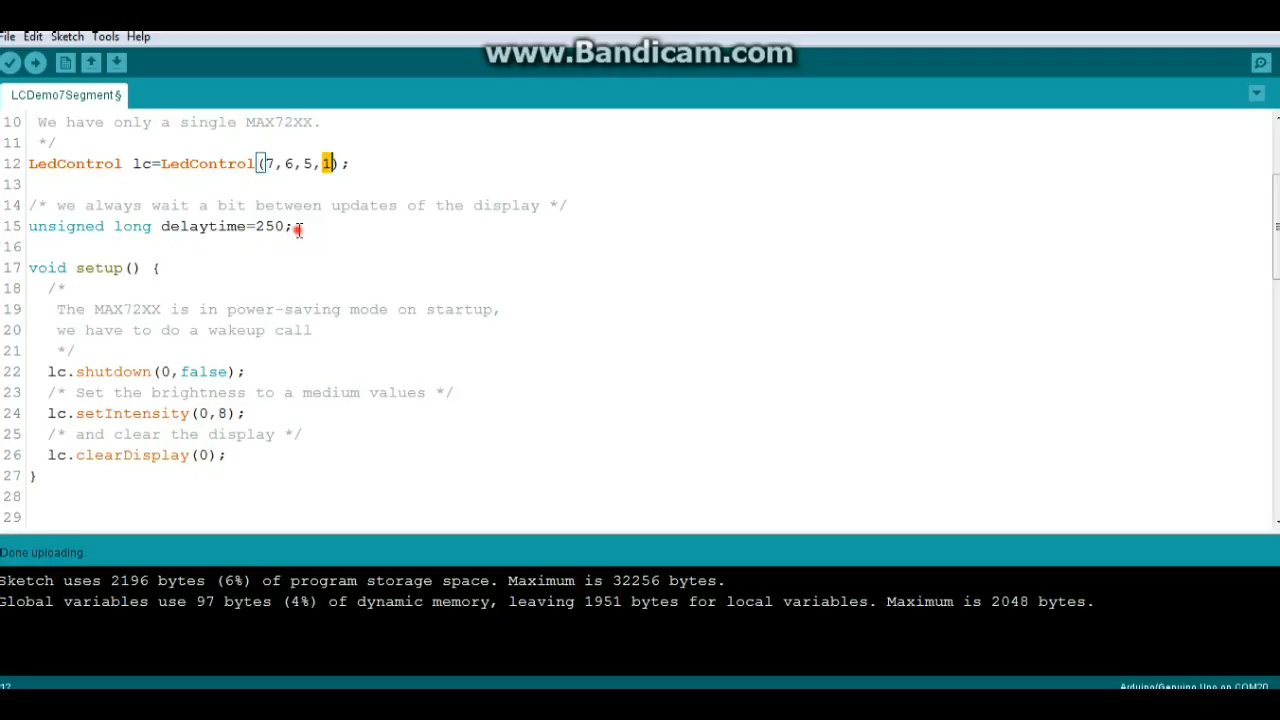 www.Bandicam.com
File Edit Sketch Tools Help
LCDemo7Segment§
10 We have only a single MAX72XX.
11 */
12 LedControl lc=LedControl(7,6,5,1);
13
14 /* we always wait a bit between updates of the display */
15 unsigned long delaytime=250;
16
17 void setup() {
18 /*
19 The MAX72XX is in power-saving mode on startup,
20 we have to do a wakeup call
21 */
22 lc.shutdown(0,false);
23 /* Set the brightness to a medium values */
24 lc.setIntensity(0,8);
25 /* and clear the display */
26 lc.clearDisplay(0);
27 }
28
29
Done uploading.
Sketch uses 2196 bytes (6%) of program storage space. Maximum is 32256 bytes.
Global variables use 97 bytes (4%) of dynamic memory, leaving 1951 bytes for local variables. Maximum is 2048 bytes.
12 Arduino/Genuino Uno on COM20